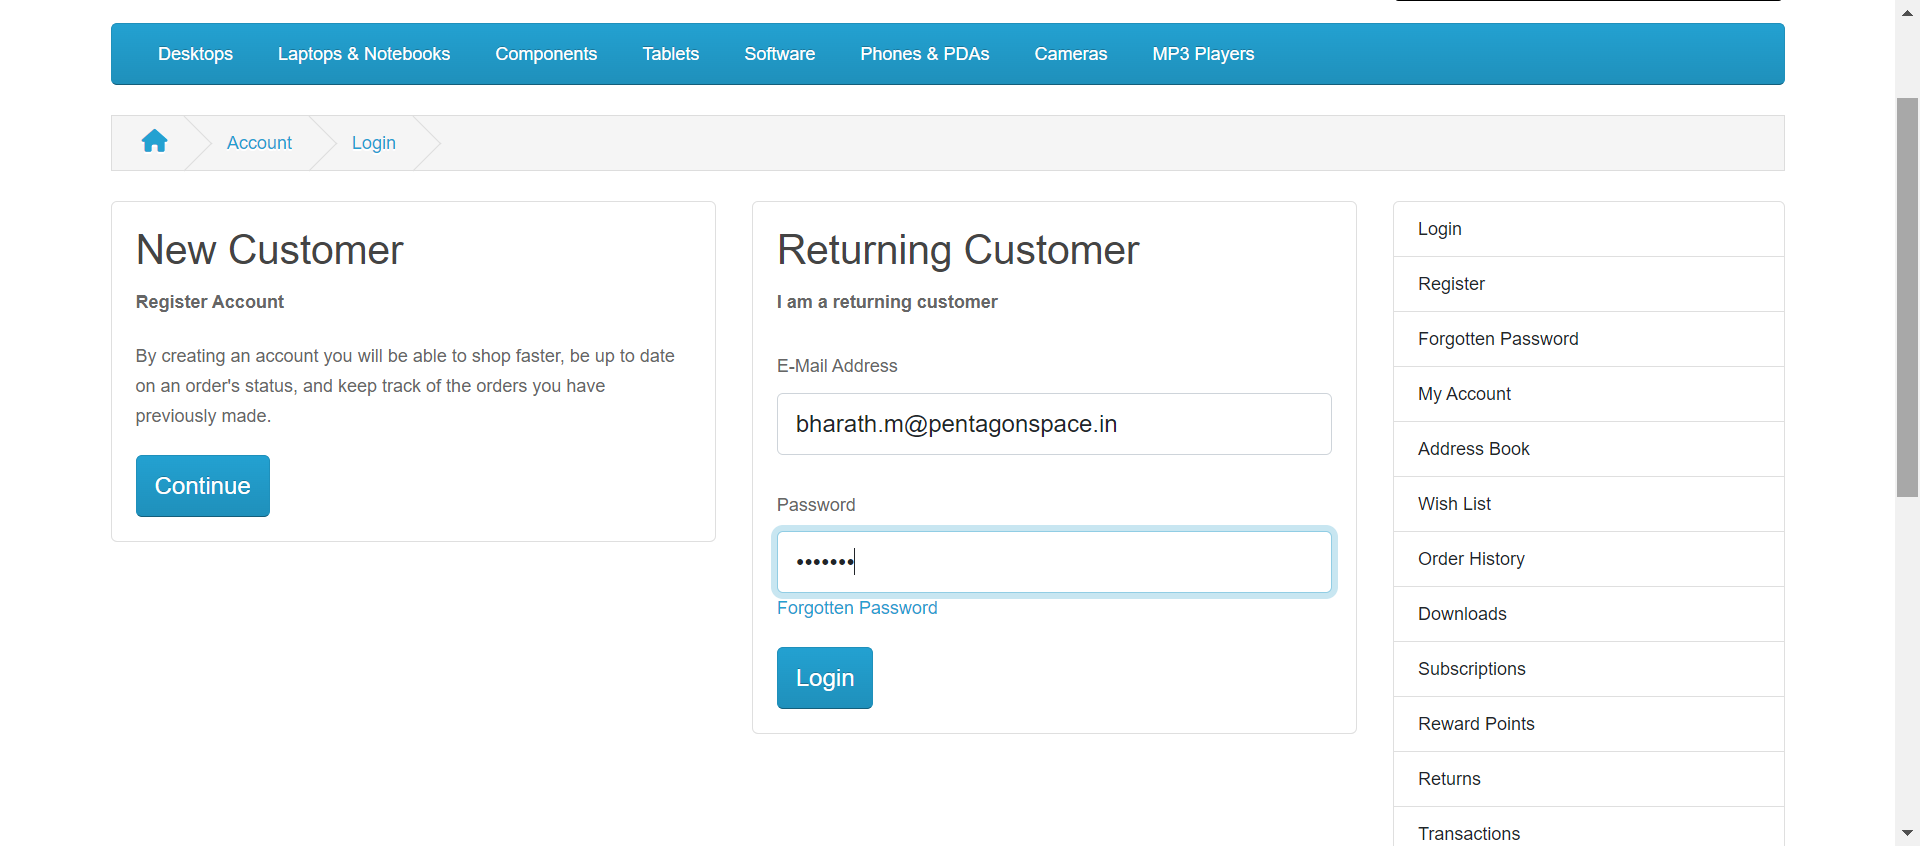 Desktops Laptops & Notebooks Components Tablets Software Phones & PDAs Cameras MP3 Players
Account Login
New Customer
Register Account
By creating an account you will be able to shop faster, be up to date
on an order's status, and keep track of the orders you have
previously made.
Continue
Returning Customer
I am a returning customer
E-Mail Address
bharath.m@pentagonspace.in
Password
•••••••
Forgotten Password
Login
Login
Register
Forgotten Password
My Account
Address Book
Wish List
Order History
Downloads
Subscriptions
Reward Points
Returns
Transactions